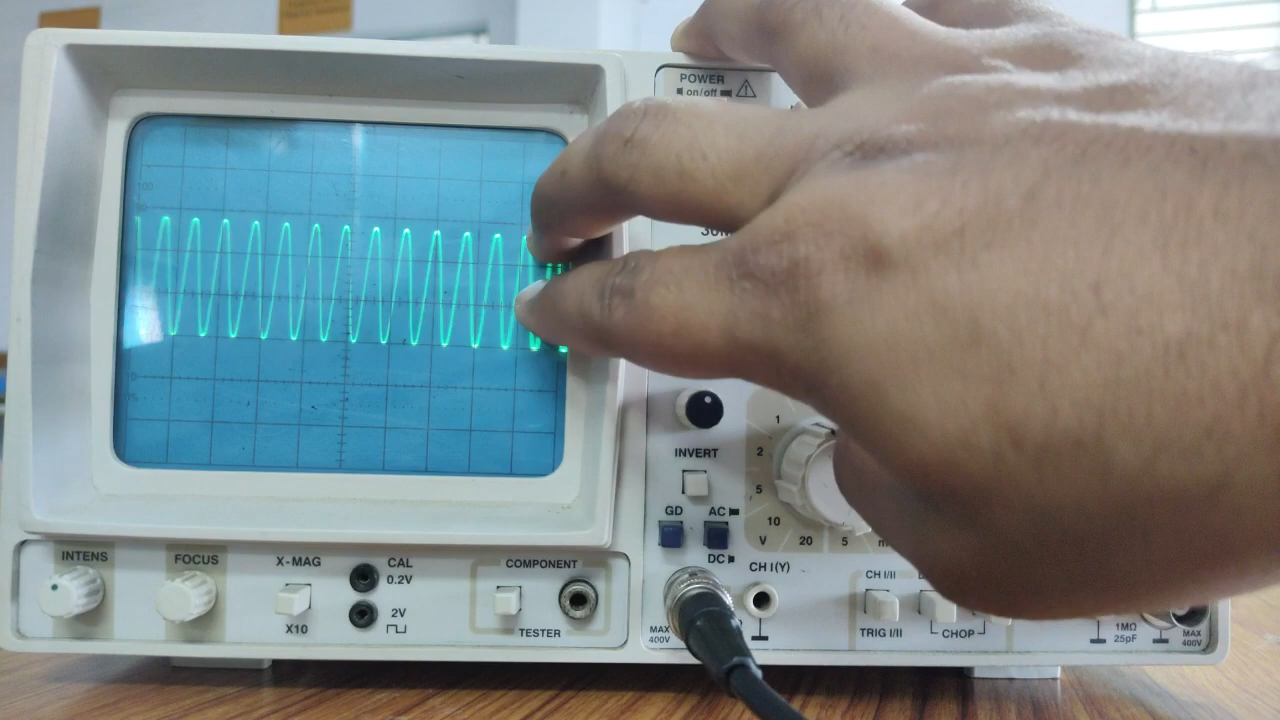 POWER
on/off
100
INVERT
GD
AC
DC
CH I(Y)
1
2
5
10
V
20
5
INTENS
FOCUS
X-MAG
X10
CAL
0.2V
2V
COMPONENT
TESTER
MAX
400V
CH I/II
TRIG I/II
CHOP
1MΩ
25pF
MAX
400V